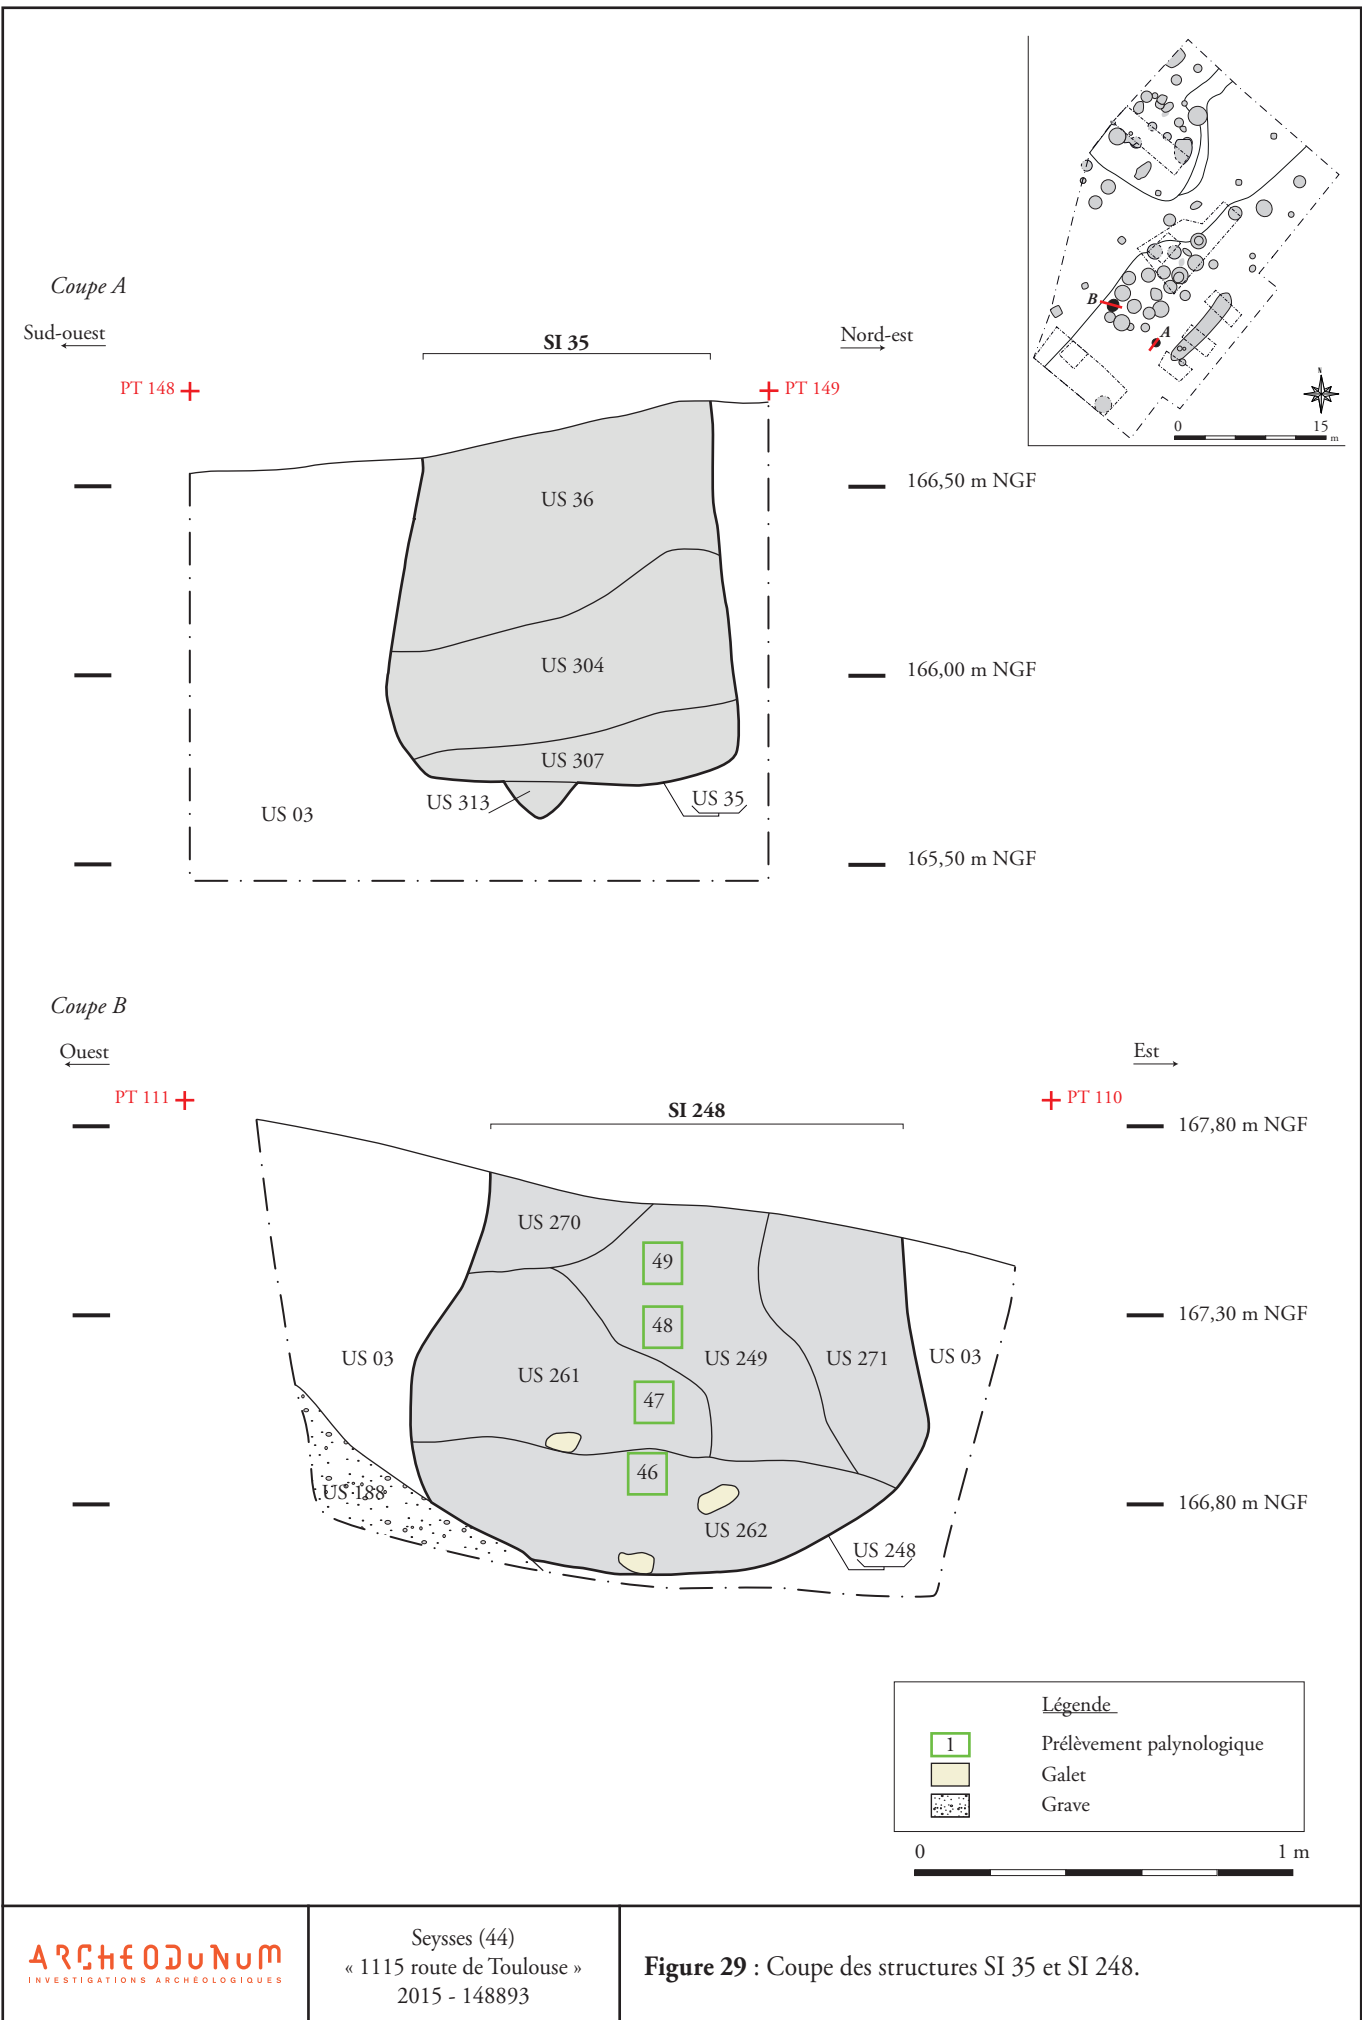 Coupe A
Sud-ouest
SI 35
Nord-est
PT 148
PT 149
B
A
N
0 15
m
166,50 m NGF
US 36
US 304
166,00 m NGF
US 307
US 313
US 35
US 03
165,50 m NGF
Coupe B
Ouest
Est
PT 111
SI 248
PT 110
167,80 m NGF
US 270
49
167,30 m NGF
48
US 03
US 249
US 271
US 03
US 261
47
46
US 188
166,80 m NGF
US 262
US 248
Légende
1 Prélèvement palynologique
Galet
Grave
0 1 m
ARCHEODUNUM
INVESTIGATIONS ARCHÉOLOGIQUES
Seysses (44)
« 1115 route de Toulouse »
2015 - 148893
Figure 29 : Coupe des structures SI 35 et SI 248.